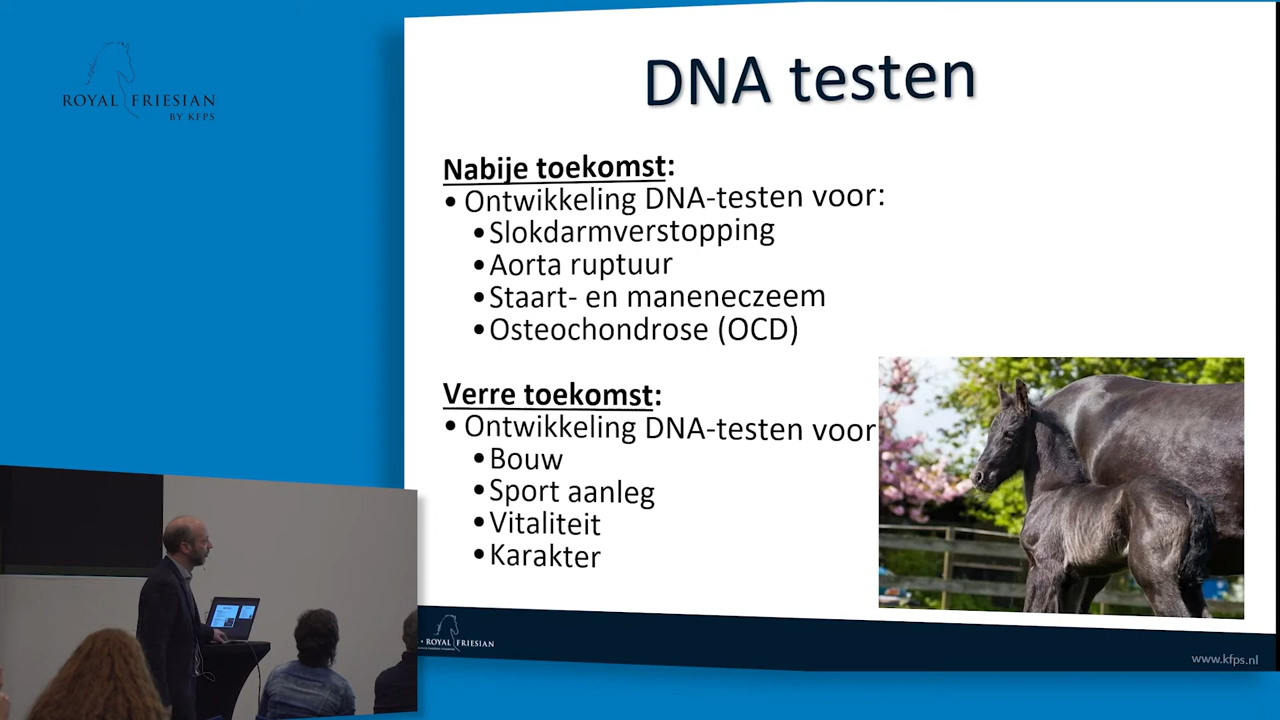 ROYAL FRIESIAN
BY KFPS
DNA testen
Nabije toekomst:
• Ontwikkeling DNA-testen voor:
• Slokdarmverstopping
• Aorta ruptuur
• Staart- en maneneczeem
• Osteochondrose (OCD)
Verre toekomst:
• Ontwikkeling DNA-testen voor
• Bouw
• Sport aanleg
• Vitaliteit
• Karakter
ROYAL FRIESIAN
www.kfps.nl